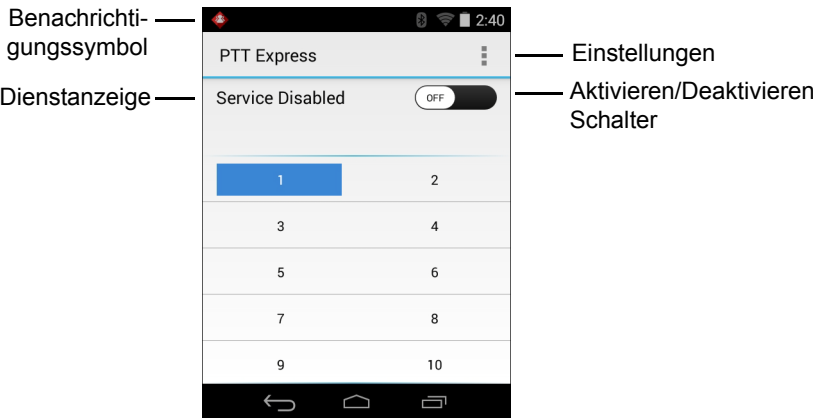 Benachrichti-
gungssymbol
2:40
PTT Express
Einstellungen
Dienstanzeige
Service Disabled
OFF
Aktivieren/Deaktivieren
Schalter
1 2
3 4
5 6
7 8
9 10